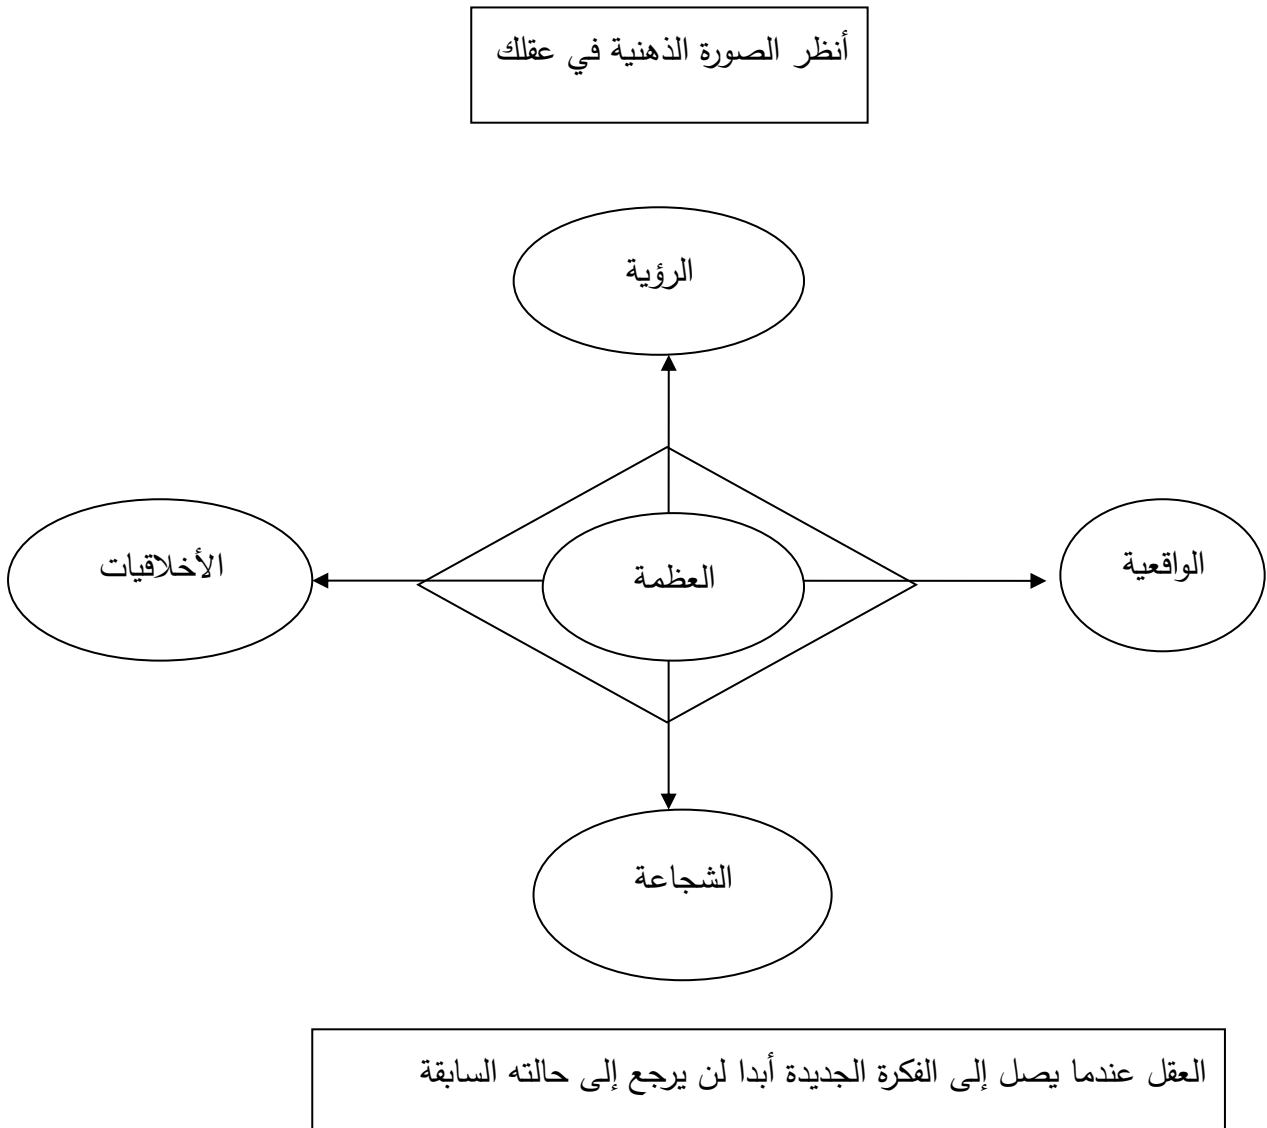 أنظر الصورة الذهنية في عقلك
الرؤية
الواقعية
العظمة
الأخلاقيات
الشجاعة
العقل عندما يصل إلى الفكرة الجديدة أبدا لن يرجع إلى حالته السابقة